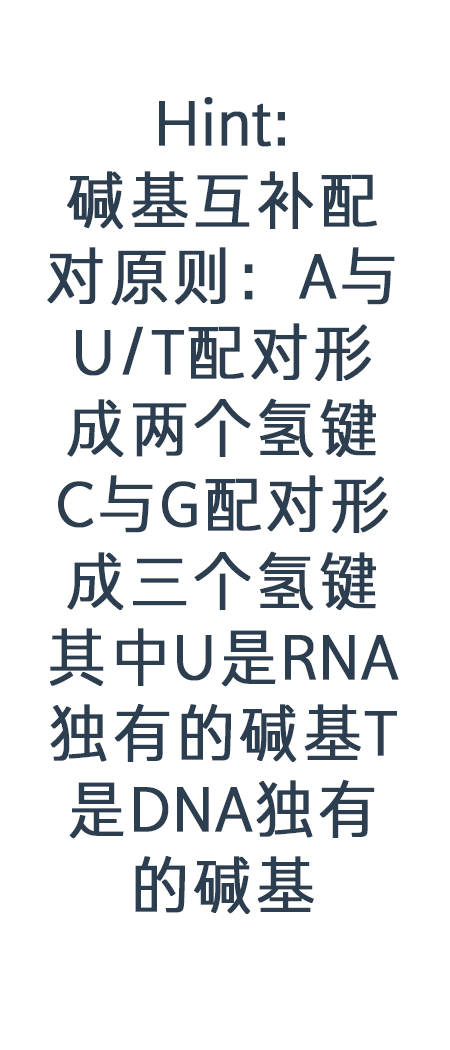 Hint:
碱基互补配
对原则：A与
U/T配对形
成两个氢键
C与G配对形
成三个氢键
其中U是RNA
独有的碱基T
是DNA独有
的碱基